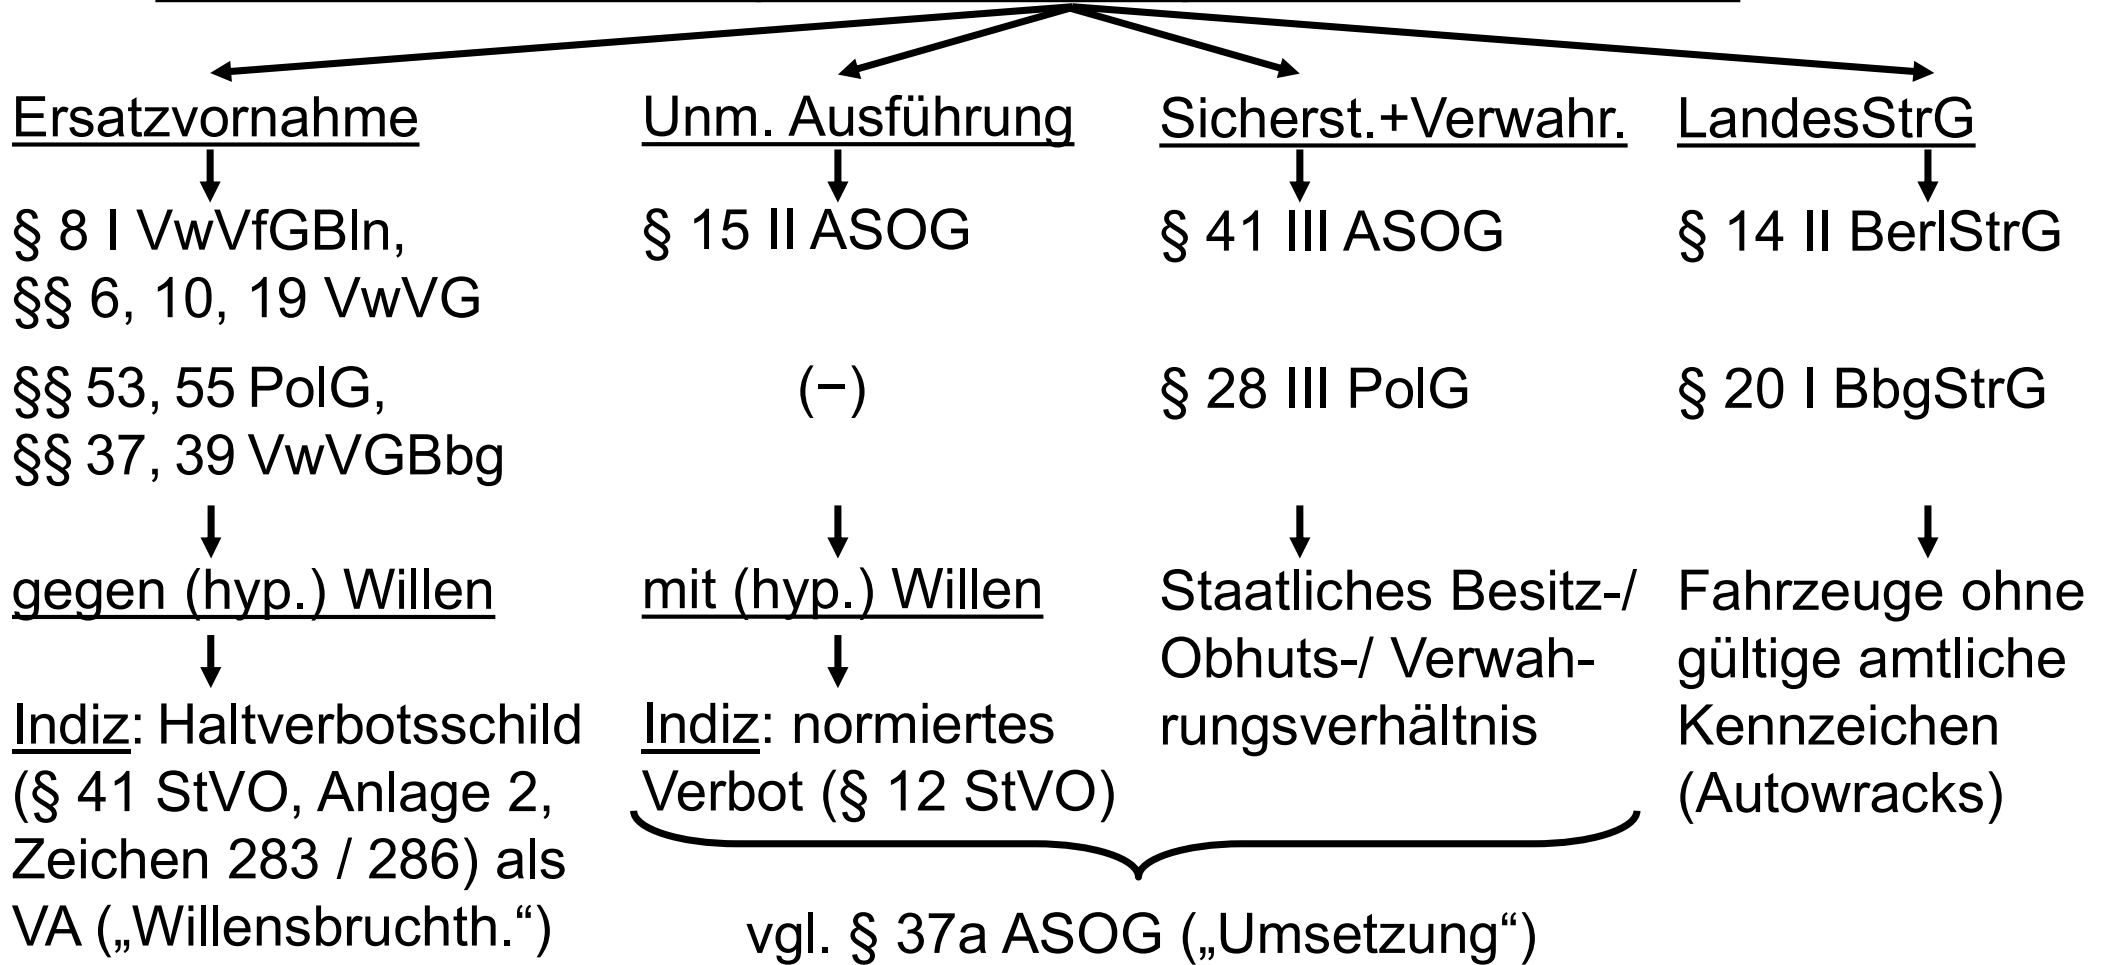 Ersatzvornahme
Unm. Ausführung
Sicherst.+Verwahr.
LandesStrG
§ 8 I VwVfGBln,
§§ 6, 10, 19 VwVG
§ 15 II ASOG
§ 41 III ASOG
§ 14 II BerlStrG
§§ 53, 55 PolG,
§§ 37, 39 VwVGBbg
(–)
§ 28 III PolG
§ 20 I BbgStrG
gegen (hyp.) Willen
mit (hyp.) Willen
Staatliches Besitz-/
Obhuts-/ Verwah-
rungsverhältnis
Fahrzeuge ohne
gültige amtliche
Kennzeichen
(Autowracks)
Indiz: Haltverbotsschild
(§ 41 StVO, Anlage 2,
Zeichen 283 / 286) als
VA („Willensbruchth.“)
Indiz: normiertes
Verbot (§ 12 StVO)
vgl. § 37a ASOG („Umsetzung“)